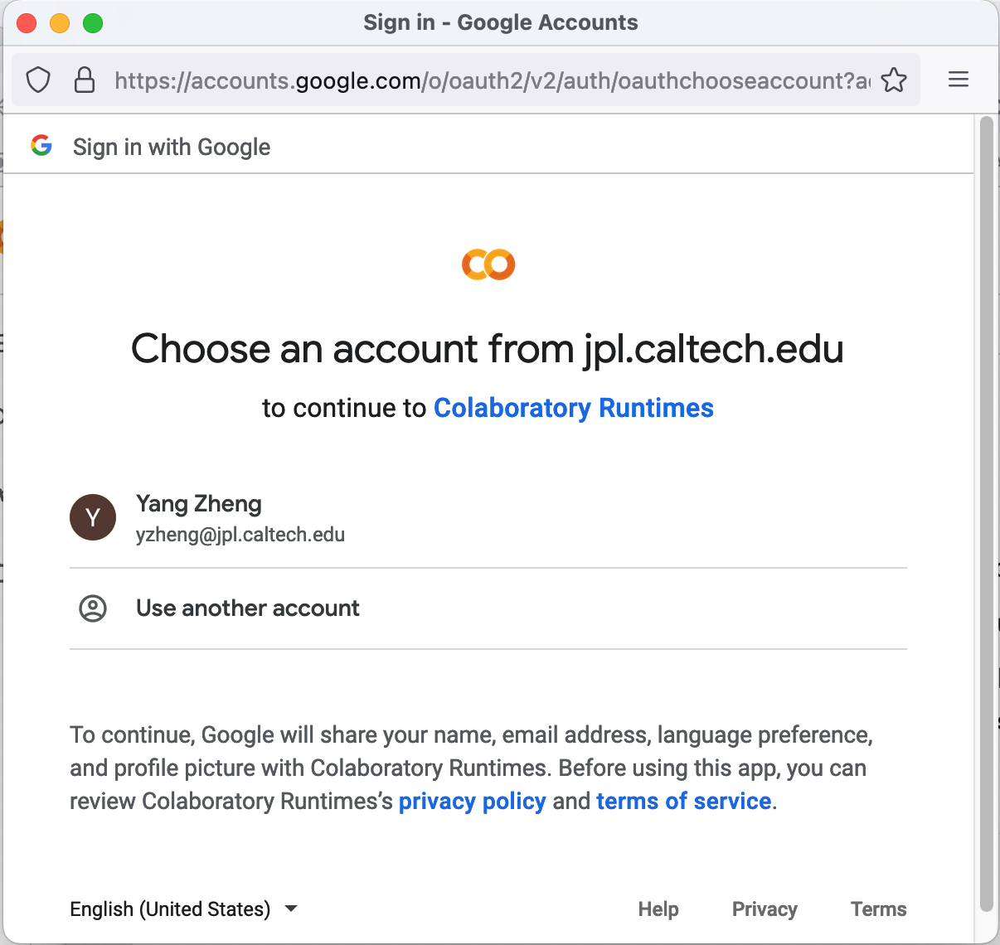 Sign in - Google Accounts
https://accounts.google.com/o/oauth2/v2/auth/oauthchooseaccount?a
Sign in with Google
Choose an account from jpl.caltech.edu
to continue to Colaboratory Runtimes
Y
Yang Zheng
yzheng@jpl.caltech.edu
Use another account
To continue, Google will share your name, email address, language preference,
and profile picture with Colaboratory Runtimes. Before using this app, you can
review Colaboratory Runtimes’s privacy policy and terms of service.
English (United States)
Help Privacy Terms